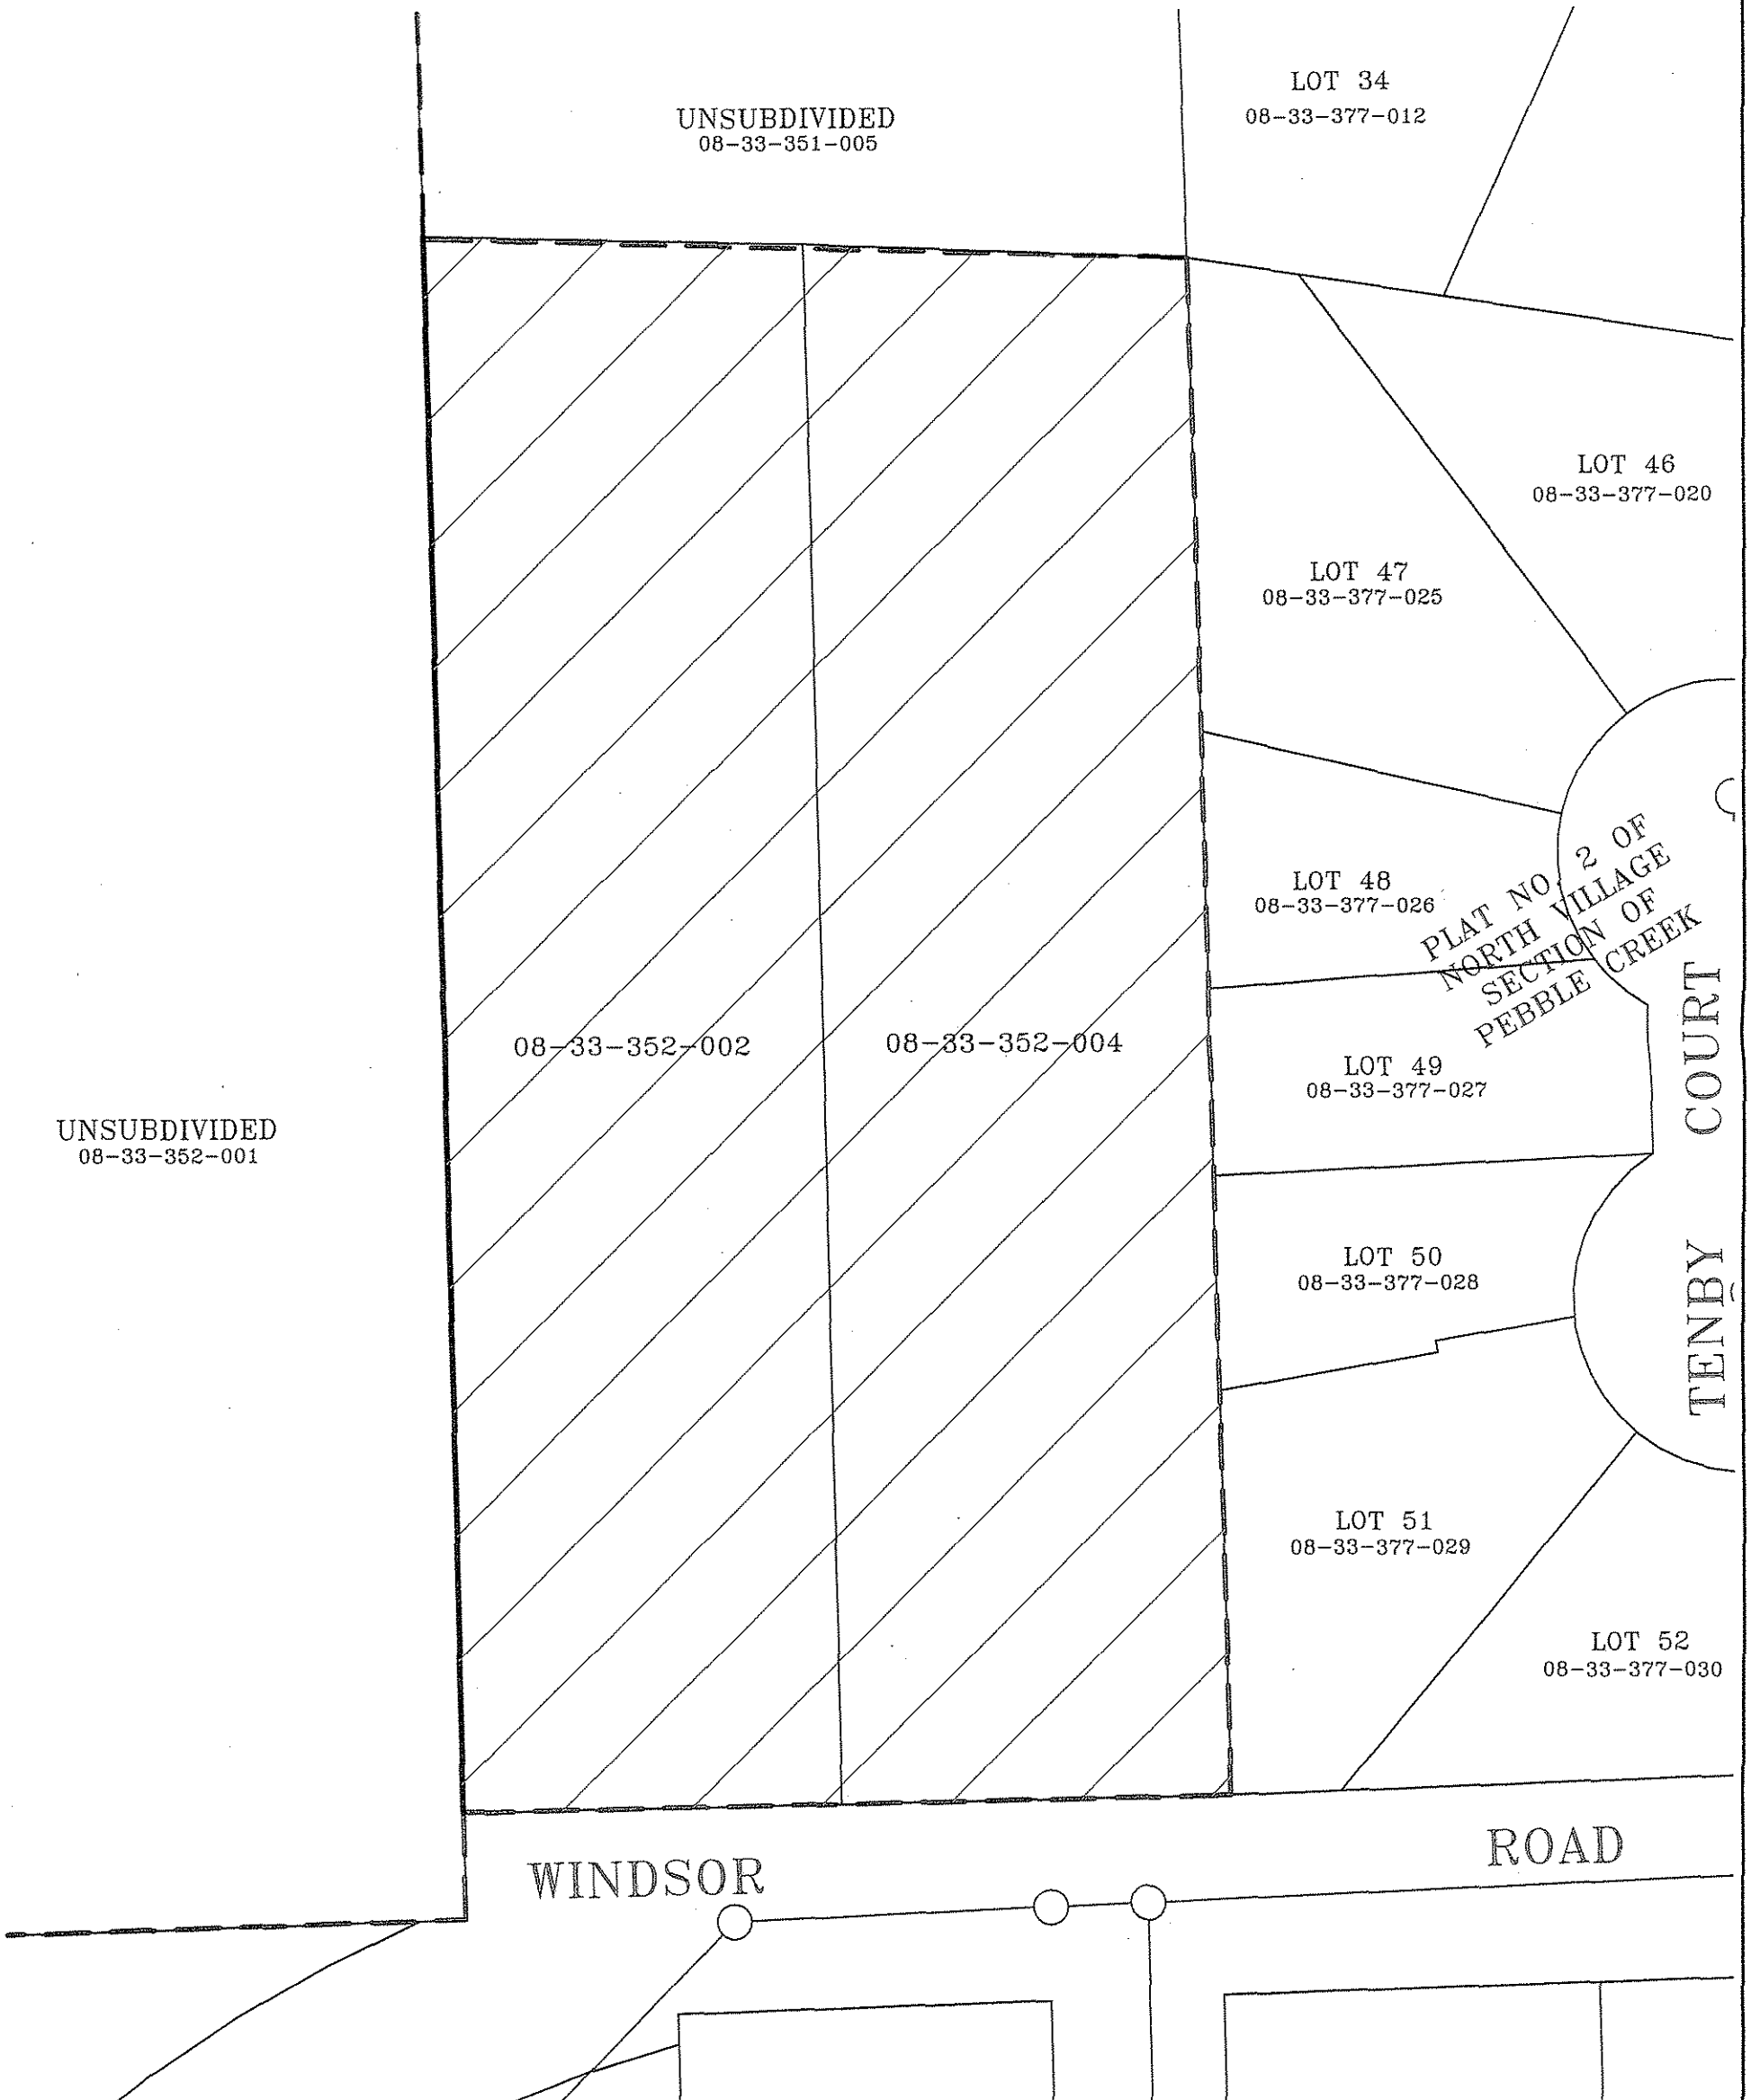 LOT 34
08-33-377-012
UNSUBDIVIDED
08-33-351-005
LOT 46
08-33-377-020
LOT 47
08-33-377-025
LOT 48
08-33-377-026
PLAT NO. 2 OF
NORTH VILLAGE
SECTION OF
PEBBLE CREEK
08-33-352-002
08-33-352-004
LOT 49
08-33-377-027
UNSUBDIVIDED
08-33-352-001
TENBY COURT
LOT 50
08-33-377-028
LOT 51
08-33-377-029
LOT 52
08-33-377-030
WINDSOR ROAD